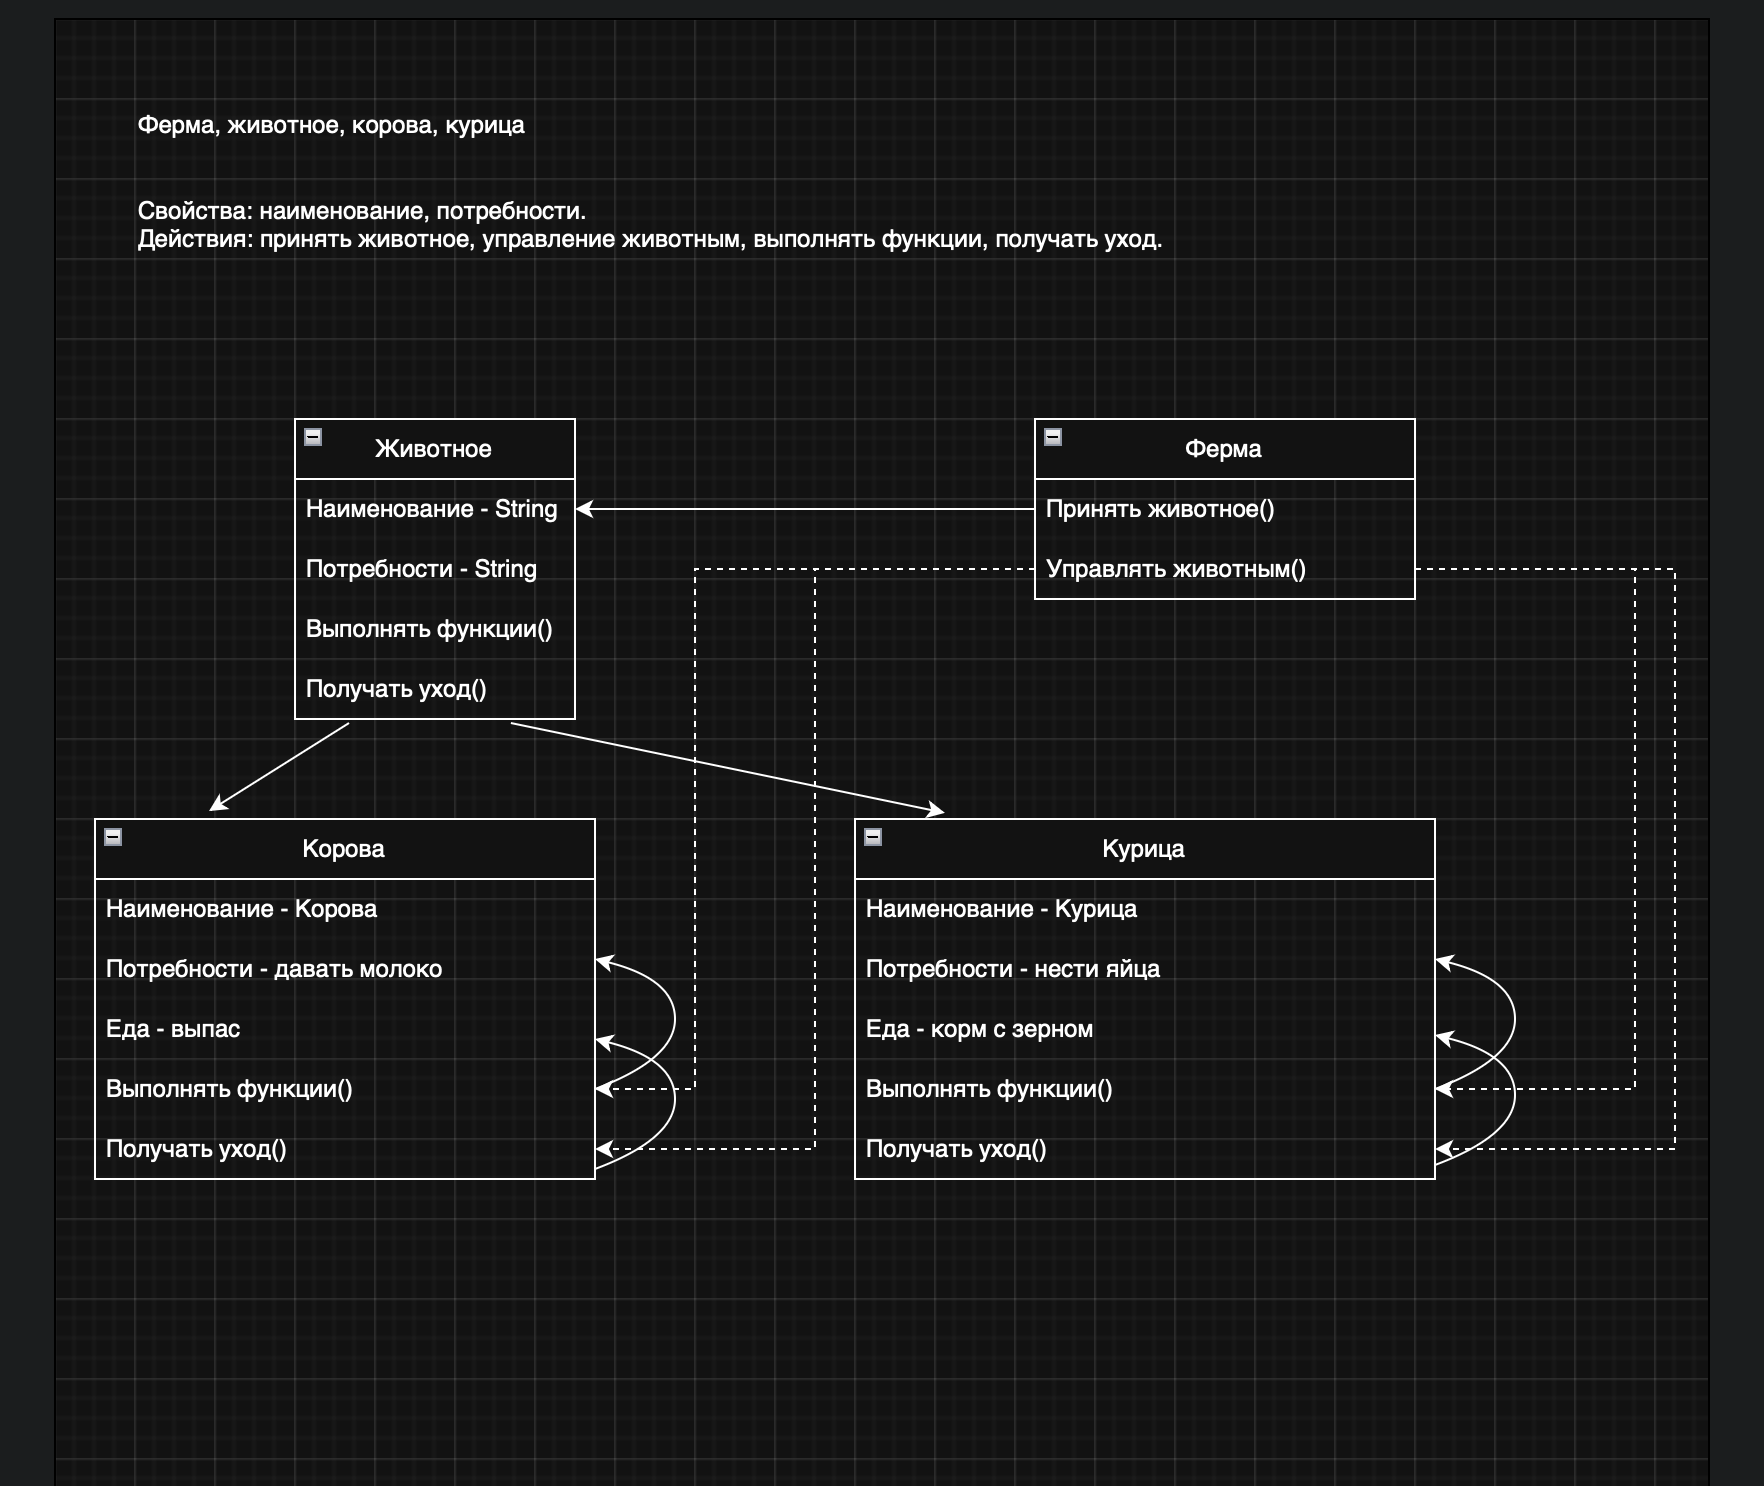 Ферма, животное, корова, курица
Свойства: наименование, потребности.
Действия: принять животное, управление животным, выполнять функции, получать уход.
Животное
Наименование - String
Потребности - String
Выполнять функции()
Получать уход()
Ферма
Принять животное()
Управлять животным()
Корова
Наименование - Корова
Потребности - давать молоко
Еда - выпас
Выполнять функции()
Получать уход()
Курица
Наименование - Курица
Потребности - нести яйца
Еда - корм с зерном
Выполнять функции()
Получать уход()